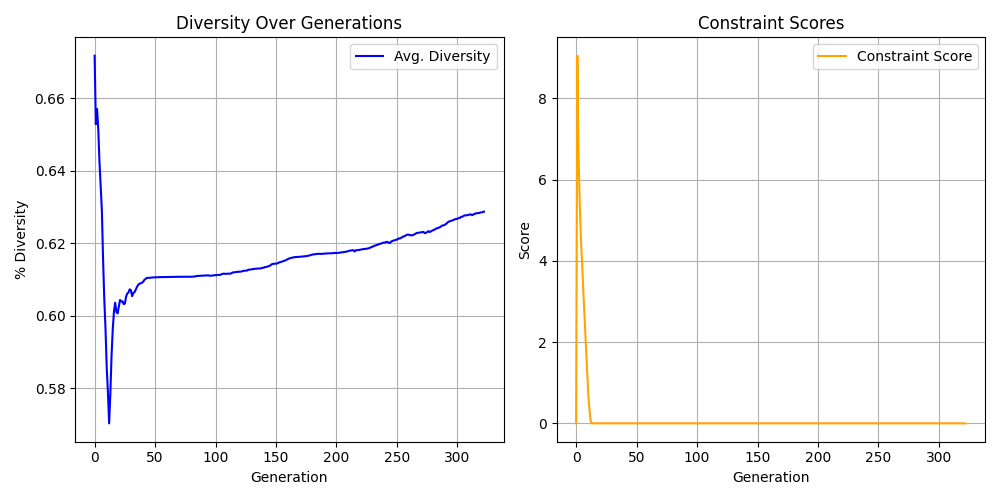 Diversity Over Generations
Avg. Diversity
% Diversity
0.66
0.64
0.62
0.60
0.58
0 50 100 150 200 250 300
Generation
Constraint Scores
Constraint Score
Score
8
6
4
2
0
0 50 100 150 200 250 300
Generation